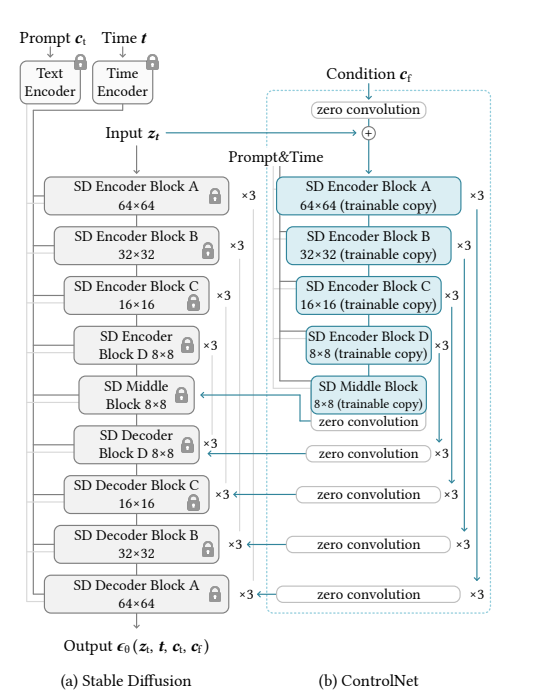 Prompt cₜ
Time t
Text
Encoder
Time
Encoder
Input zₜ
SD Encoder Block A
64×64
×3
SD Encoder Block B
32×32
×3
SD Encoder Block C
16×16
×3
SD Encoder
Block D 8×8
×3
SD Middle
Block 8×8
SD Decoder
Block D 8×8
×3
SD Decoder Block C
16×16
×3
SD Decoder Block B
32×32
×3
SD Decoder Block A
64×64
×3
Output ϵθ(zₜ, t, cₜ, c_f)
(a) Stable Diffusion
Condition c_f
zero convolution
+
Prompt&Time
SD Encoder Block A
64×64 (trainable copy)
×3
SD Encoder Block B
32×32 (trainable copy)
×3
SD Encoder Block C
16×16 (trainable copy)
×3
SD Encoder Block D
8×8 (trainable copy)
×3
SD Middle Block
8×8 (trainable copy)
zero convolution
zero convolution
×3
zero convolution
×3
zero convolution
×3
zero convolution
×3
(b) ControlNet